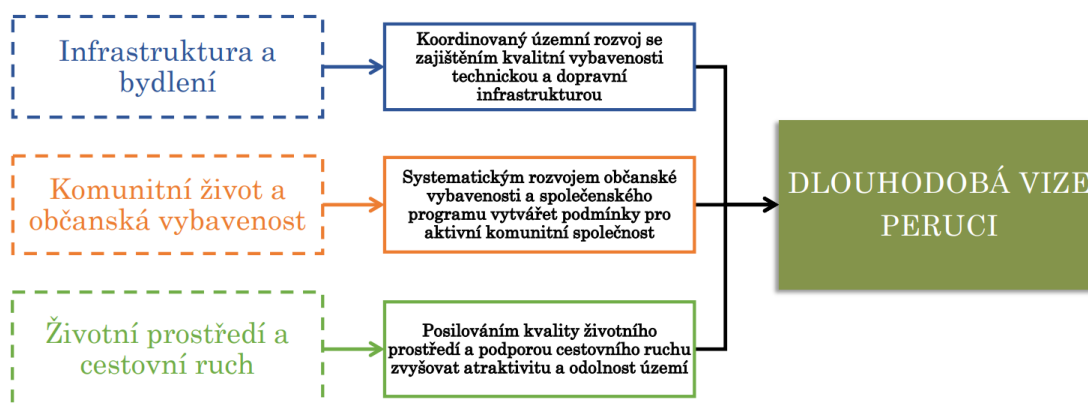 Infrastruktura a
bydlení
Koordinovaný územní rozvoj se
zajištěním kvalitní vybavenosti
technickou a dopravní
infrastrukturou
Komunitní život a
občanská vybavenost
Systematickým rozvojem občanské
vybavenosti a společenského
programu vytvářet podmínky pro
aktivní komunitní společnost
DLOUHODOBÁ VIZE
PERUCI
Životní prostředí a
cestovní ruch
Posilováním kvality životního
prostředí a podporou cestovního ruchu
zvyšovat atraktivitu a odolnost území